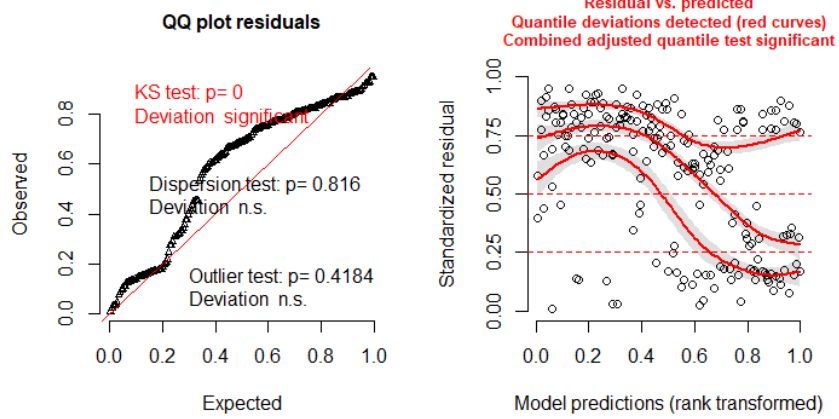 QQ plot residuals
KS test: p= 0
Deviation significant
Dispersion test: p= 0.816
Deviation n.s.
Outlier test: p= 0.4184
Deviation n.s.
Observed
0.0 0.2 0.4 0.6 0.8
0.0 0.2 0.4 0.6 0.8 1.0
Expected
Residual vs. predicted
Quantile deviations detected (red curves)
Combined adjusted quantile test significant
Standardized residual
0.00 0.25 0.50 0.75 1.00
0.0 0.2 0.4 0.6 0.8 1.0
Model predictions (rank transformed)